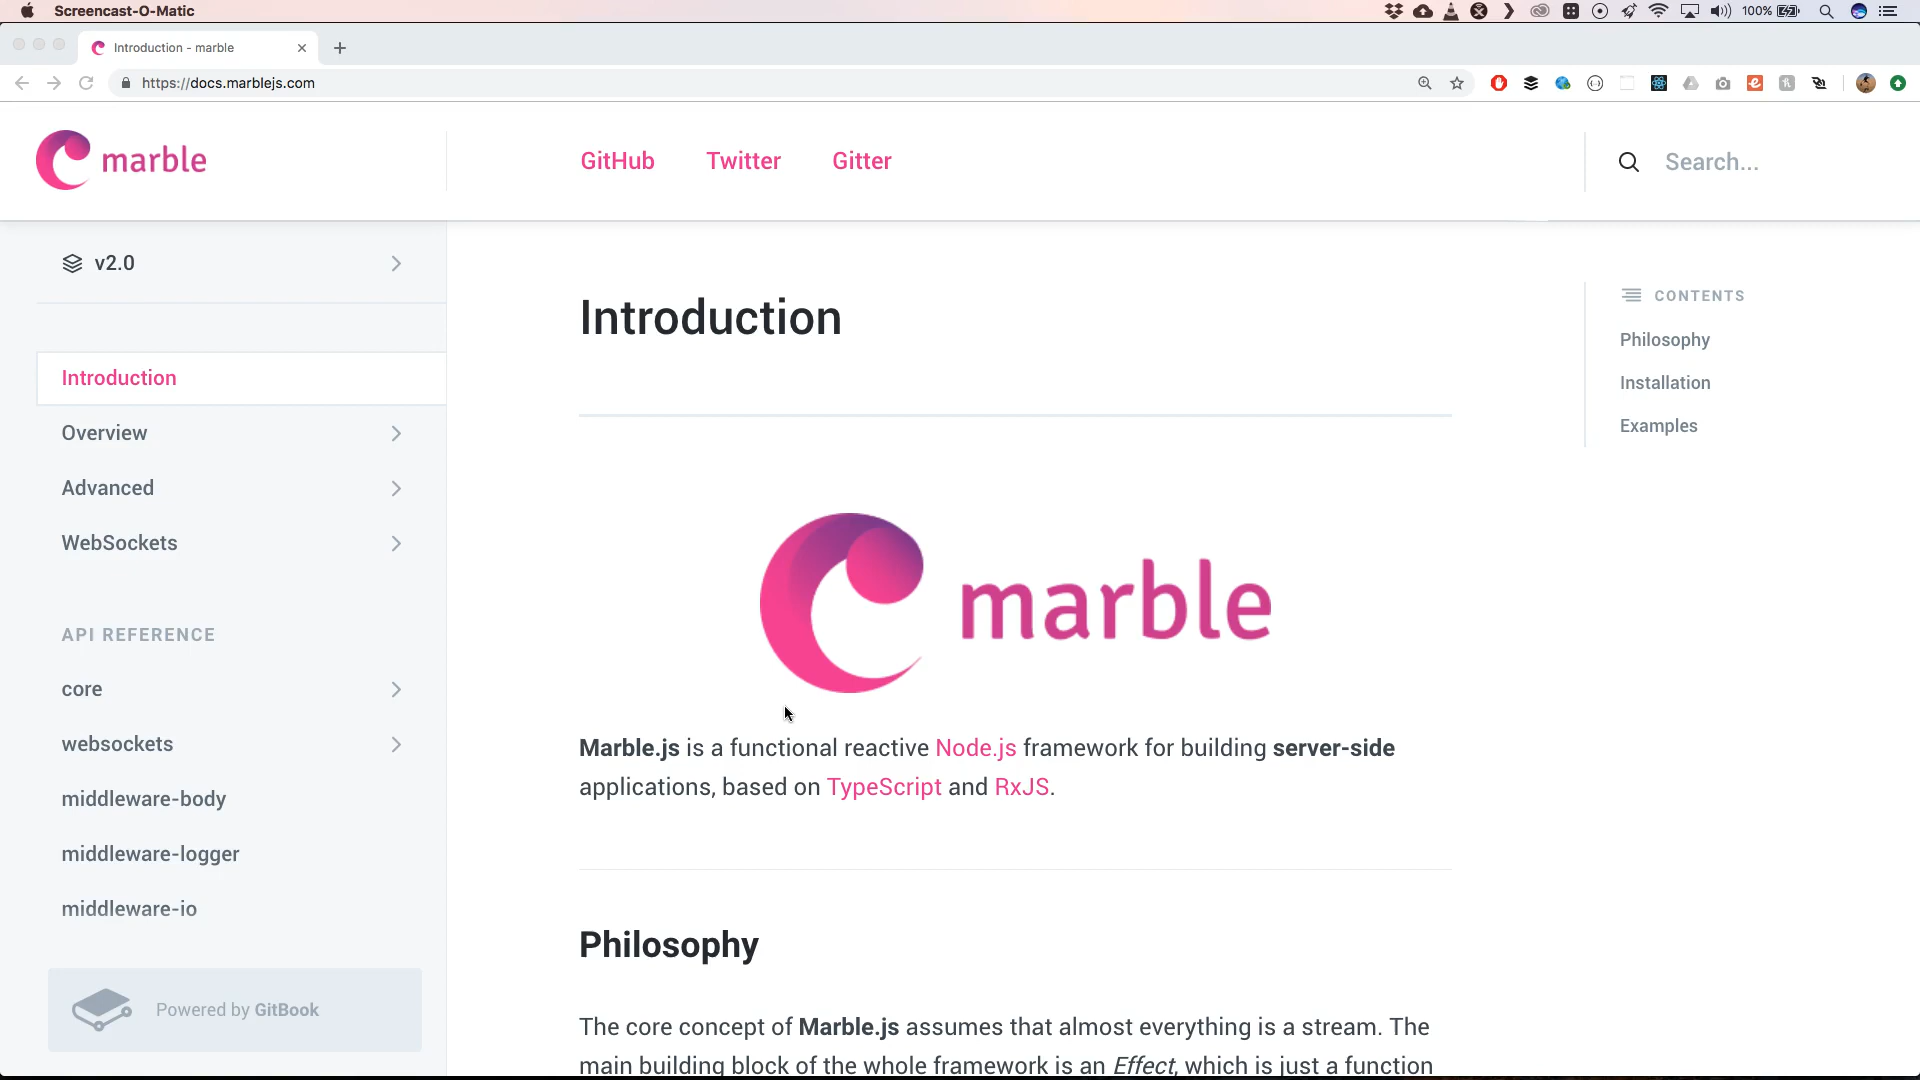 Screencast-O-Matic
100%
Introduction - marble
https://docs.marblejs.com
marble
GitHub
Twitter
Gitter
Search...
v2.0
Introduction
Overview
Advanced
WebSockets
API REFERENCE
core
websockets
middleware-body
middleware-logger
middleware-io
Powered by GitBook
Introduction
marble
Marble.js is a functional reactive Node.js framework for building server-side
applications, based on TypeScript and RxJS.
Philosophy
The core concept of Marble.js assumes that almost everything is a stream. The
main building block of the whole framework is an Effect, which is just a function
CONTENTS
Philosophy
Installation
Examples